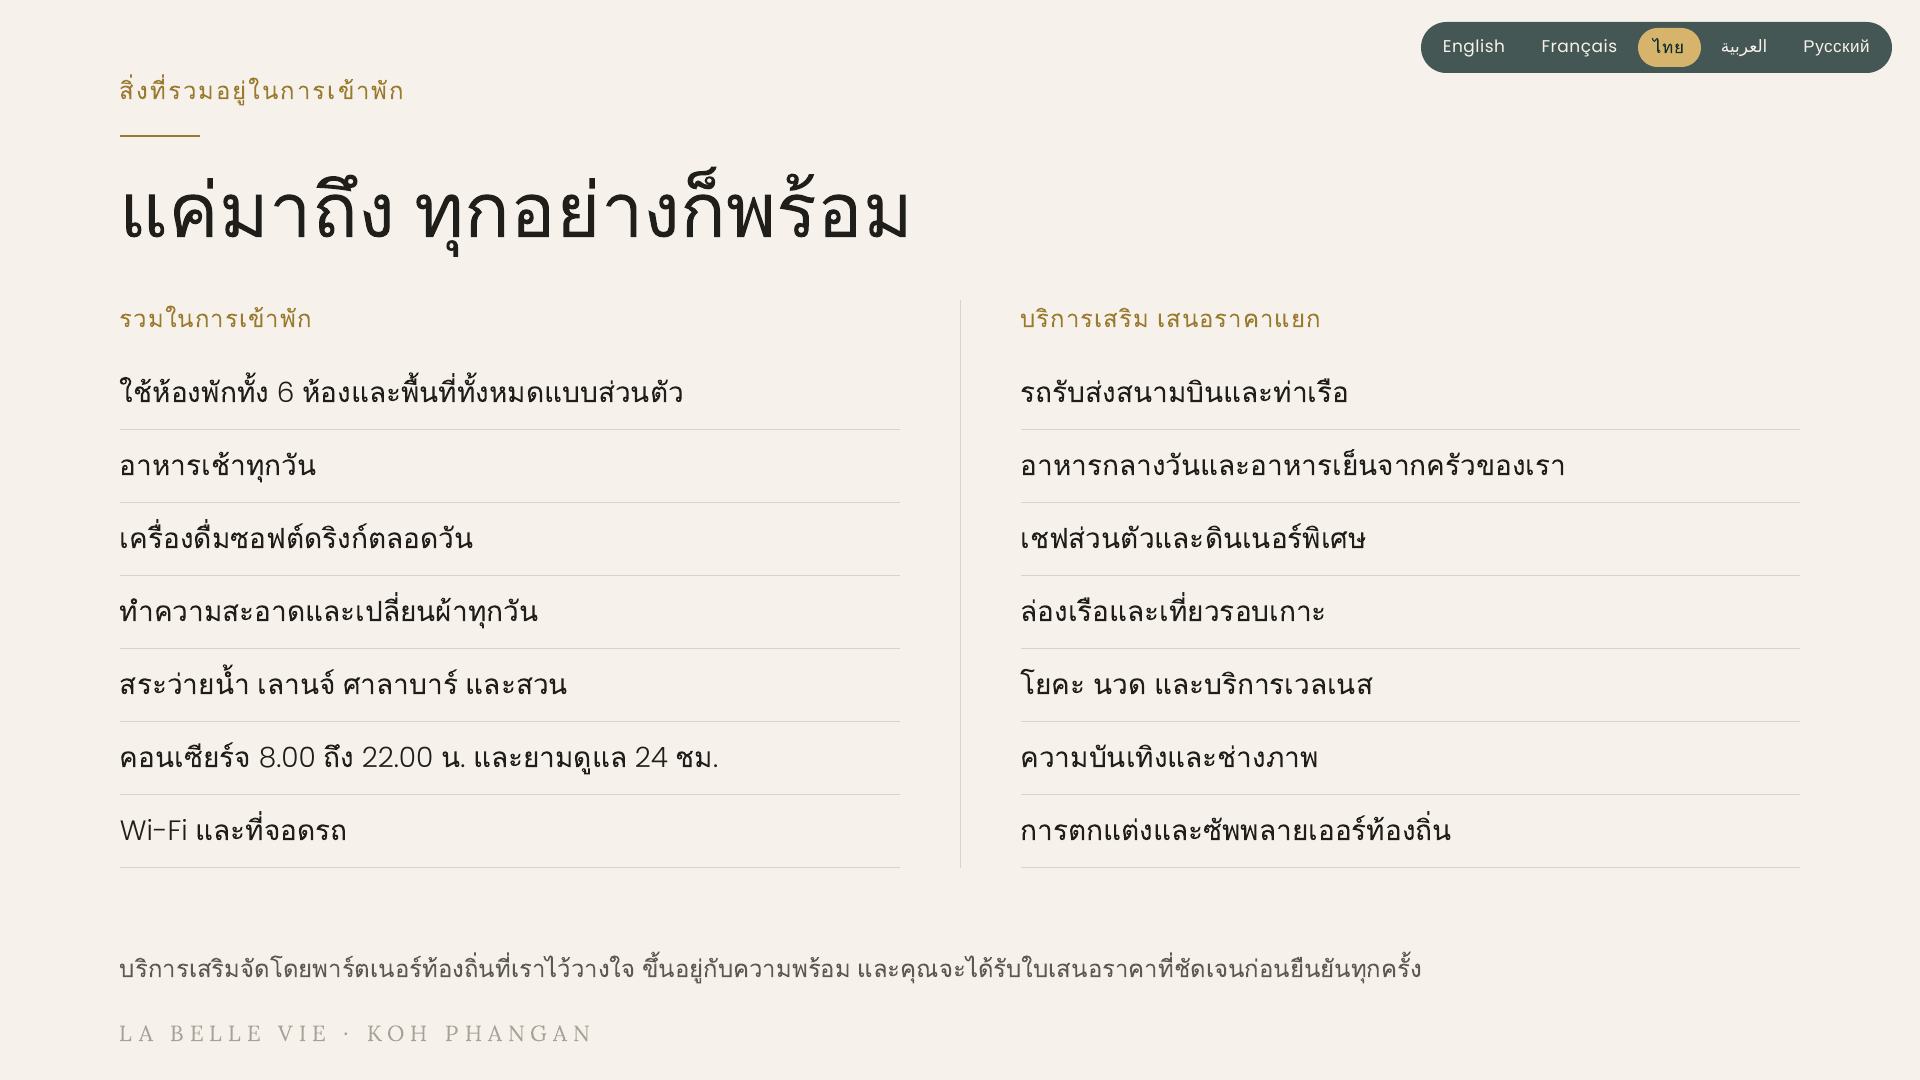 English Français ไทย العربية Русский
สิ่งที่รวมอยู่ในการเข้าพัก
แค่มาถึง ทุกอย่างก็พร้อม
รวมในการเข้าพัก
ใช้ห้องพักทั้ง 6 ห้องและพื้นที่ทั้งหมดแบบส่วนตัว
อาหารเช้าทุกวัน
เครื่องดื่มซอฟต์ดริงก์ตลอดวัน
ทำความสะอาดและเปลี่ยนผ้าทุกวัน
สระว่ายน้ำ เลานจ์ ศาลาบาร์ และสวน
คอนเซียร์จ 8.00 ถึง 22.00 น. และยามดูแล 24 ชม.
Wi-Fi และที่จอดรถ
บริการเสริม เสนอราคาแยก
รถรับส่งสนามบินและท่าเรือ
อาหารกลางวันและอาหารเย็นจากครัวของเรา
เชฟส่วนตัวและดินเนอร์พิเศษ
ล่องเรือและเที่ยวรอบเกาะ
โยคะ นวด และบริการเวลเนส
ความบันเทิงและช่างภาพ
การตกแต่งและซัพพลายเออร์ท้องถิ่น
บริการเสริมจัดโดยพาร์ตเนอร์ท้องถิ่นที่เราไว้วางใจ ขึ้นอยู่กับความพร้อม และคุณจะได้รับใบเสนอราคาที่ชัดเจนก่อนยืนยันทุกครั้ง
LA BELLE VIE · KOH PHANGAN